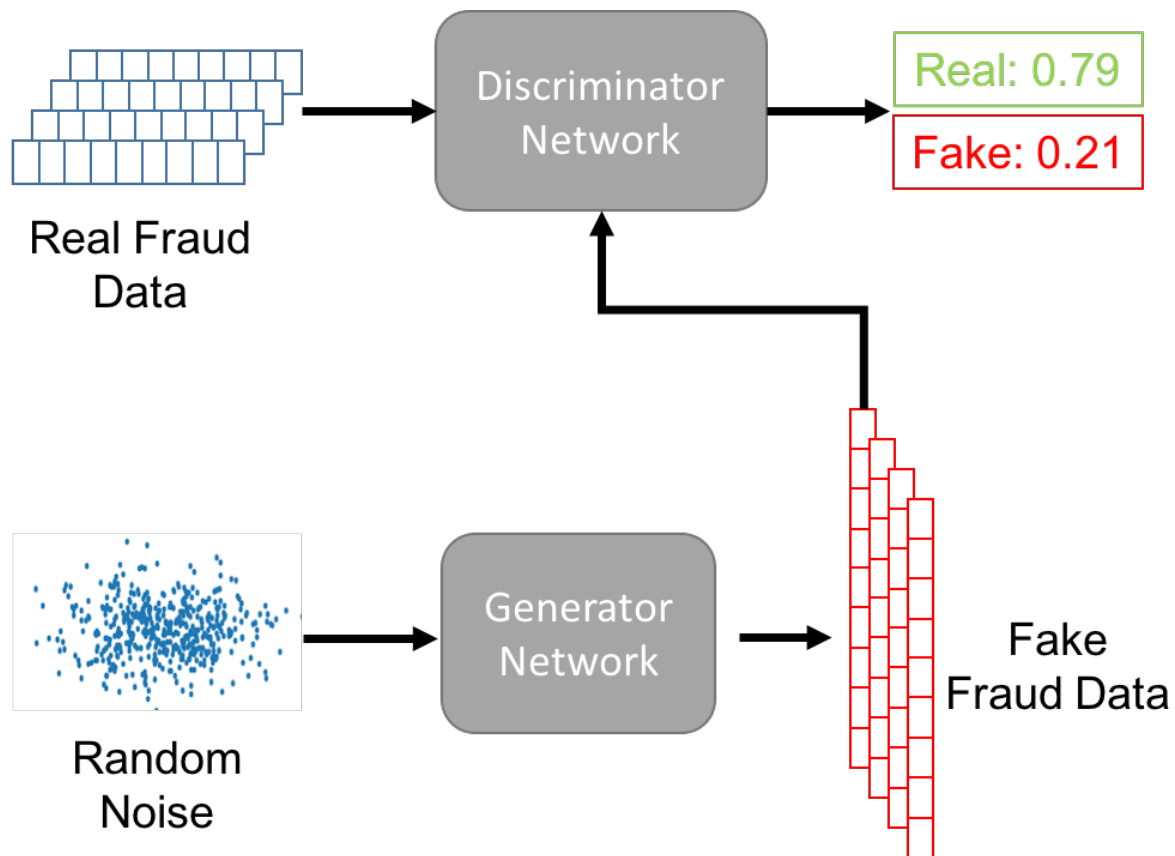 Discriminator
Network
Real: 0.79
Fake: 0.21
Real Fraud
Data
Generator
Network
Fake
Fraud Data
Random
Noise